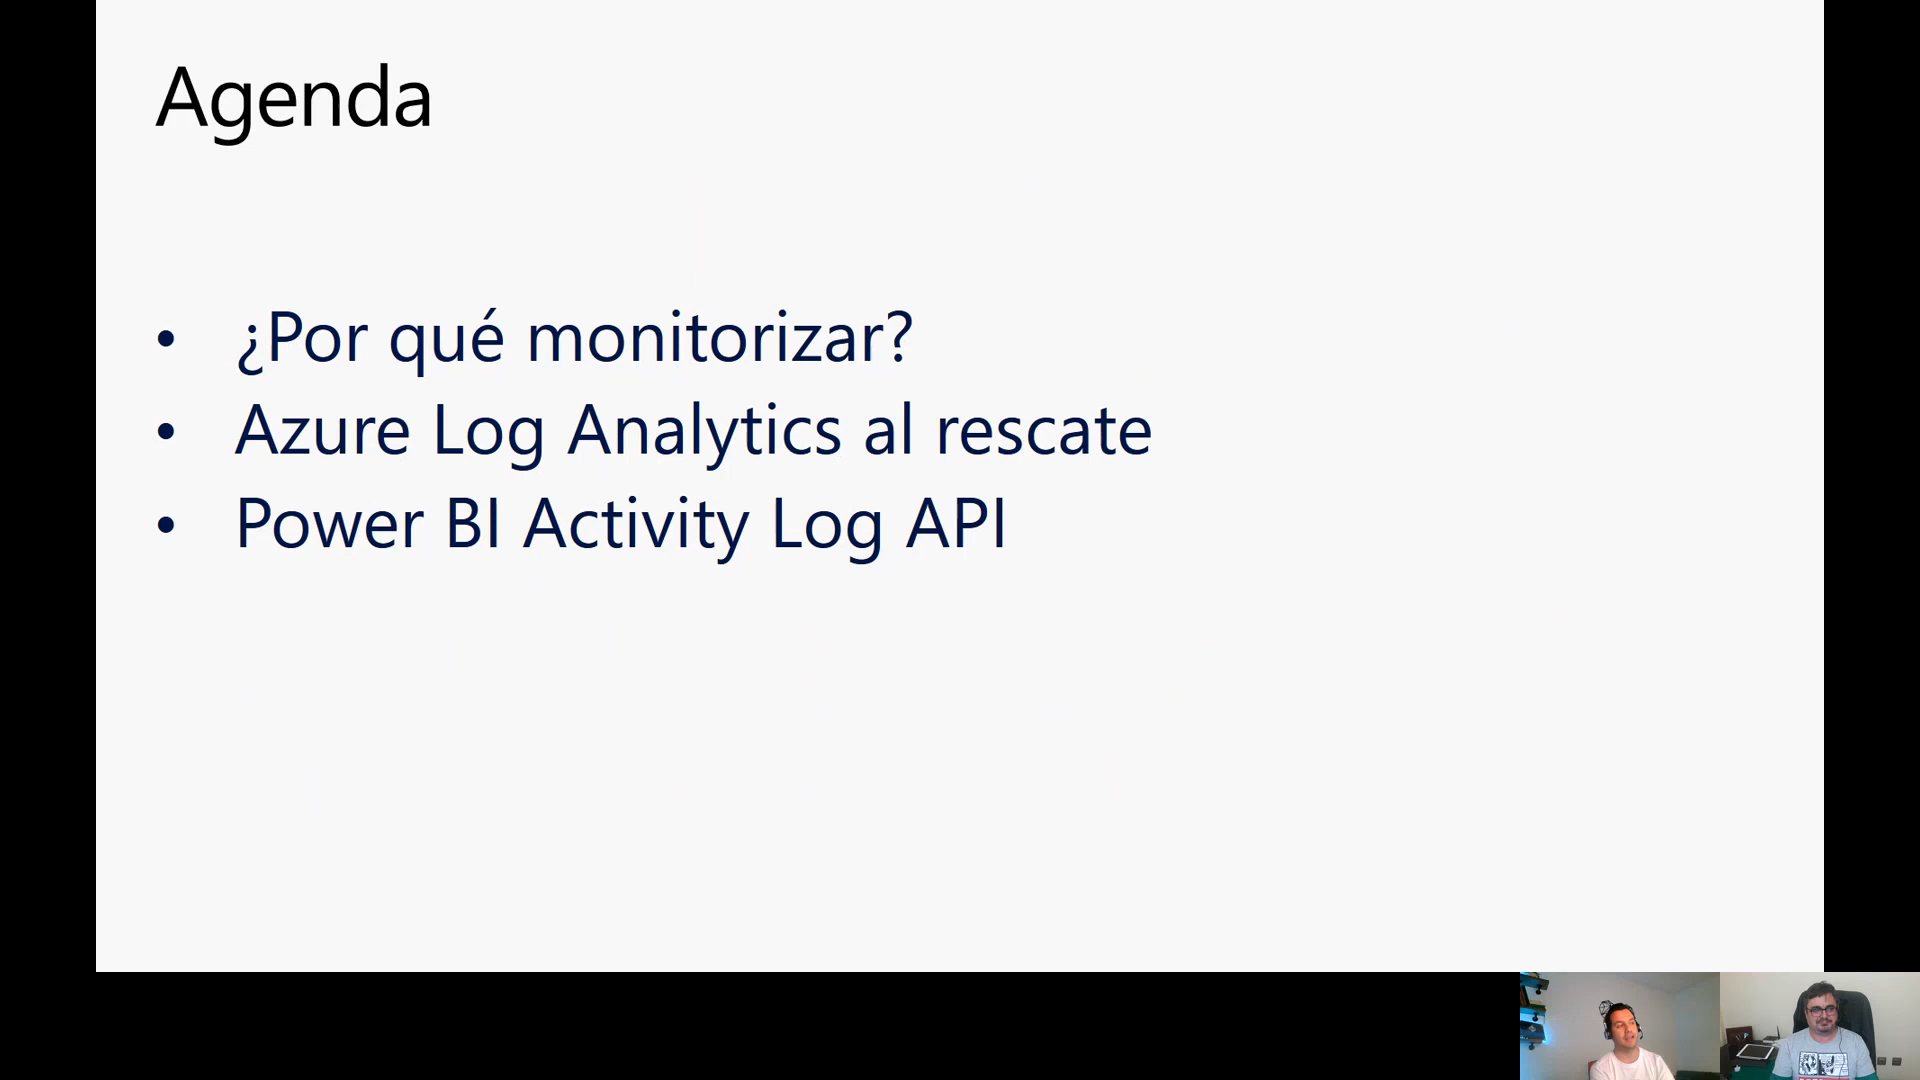 Agenda
• ¿Por qué monitorizar?
• Azure Log Analytics al rescate
• Power BI Activity Log API